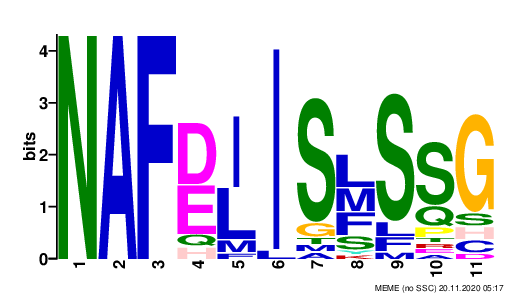 bits
4
3
2
1
0
N A F D E Q H I L M F I L S G T M L M F S Y K S L F M S Q P T R E A G S H C D
1 2 3 4 5 6 7 8 9 10 11
MEME (no SSC) 20.11.2020 05:17